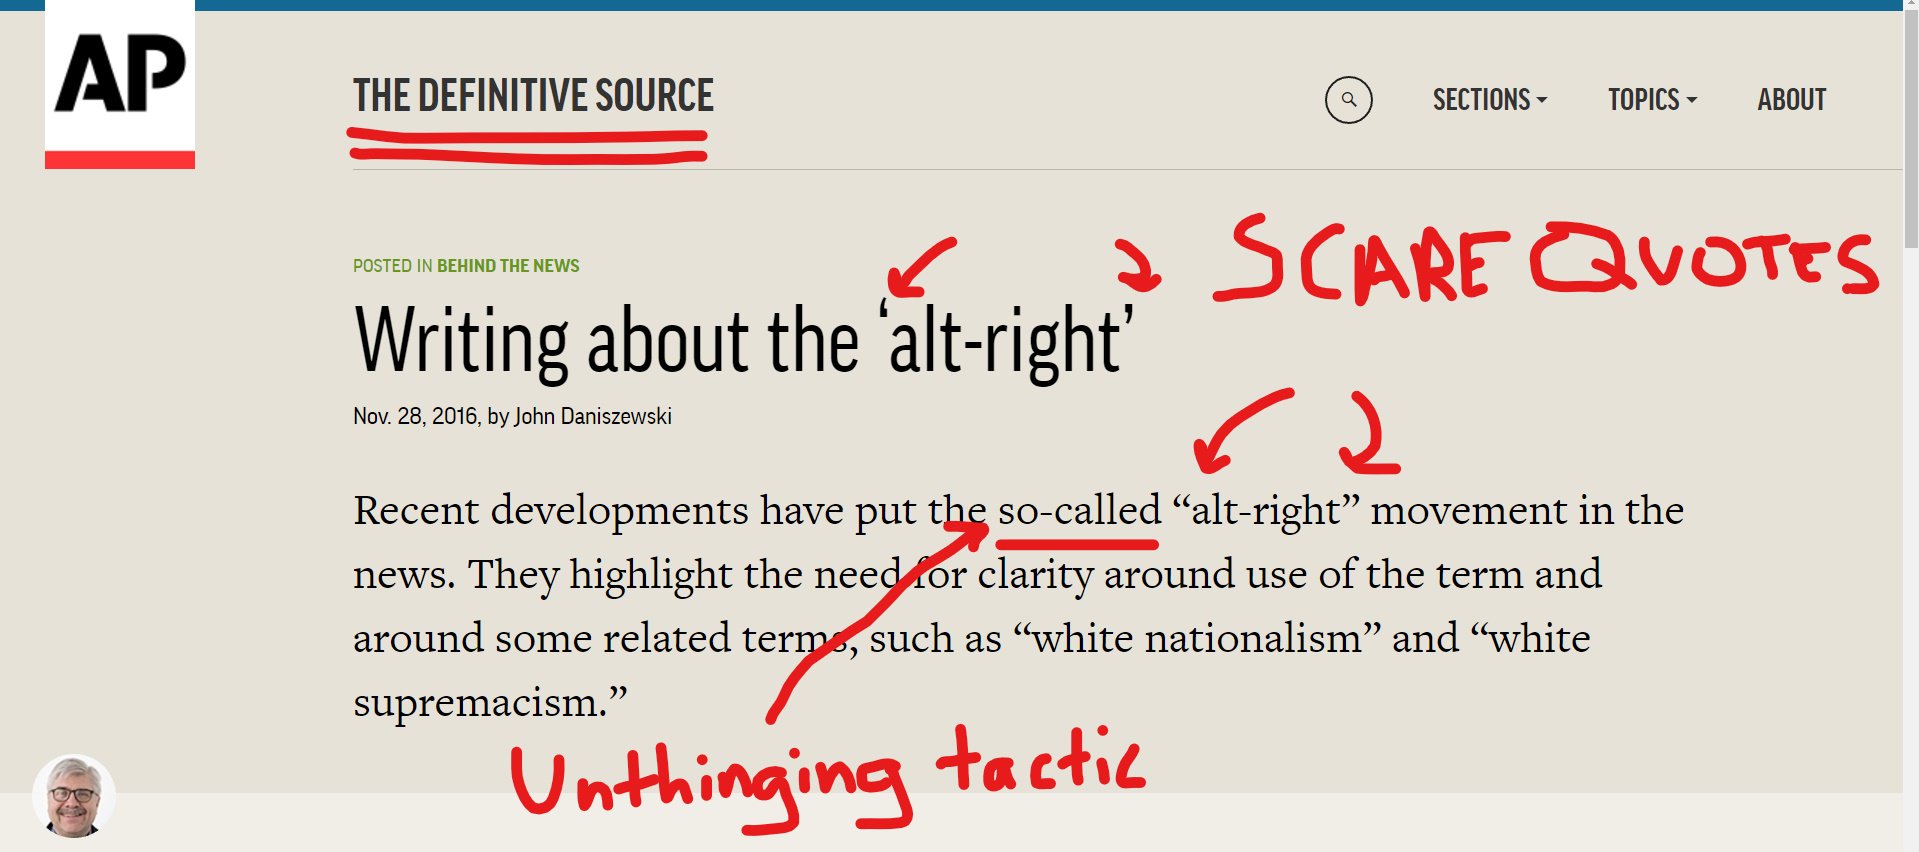 AP
THE DEFINITIVE SOURCE
SECTIONS
TOPICS
ABOUT
SCARE QUOTES
POSTED IN BEHIND THE NEWS
Writing about the ‘alt-right’
Nov. 28, 2016, by John Daniszewski
Recent developments have put the so-called “alt-right” movement in the
news. They highlight the need for clarity around use of the term and
around some related terms, such as “white nationalism” and “white
supremacism.”
Unthinging tactic